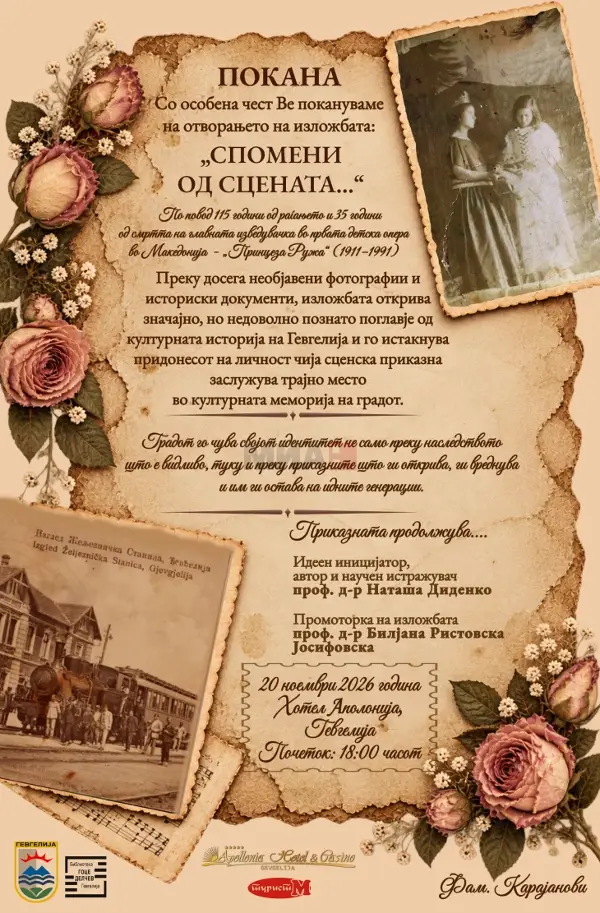 ПОКАНА
Со особена чест Ве покануваме
на отворањето на изложбата:
„СПОМЕНИ
ОД СЦЕНАТА...“
По повод 115 години од раѓањето и 35 години
од смртта на главната изведувачка во првата детска опера
во Македонија - „Принцеза Ружа“ (1911–1991)
Преку досега необјавени фотографии и
историски документи, изложбата открива
значајно, но недоволно познато поглавје од
културната историја на Гевгелија и го истакнува
придонесот на личност чија сценска приказна
заслужува трајно место
во културната меморија на градот.
Градот го чува својот идентитет не само преку наследството
што е видливо, туку и преку приказните што ги открива, ги вреднува
и им ги остава на идните генерации.
Приказната продолжува....
Идеен иницијатор,
автор и научен истражувач
проф. д-р Наташа Диденко
Промоторка на изложбата
проф. д-р Билјана Ристовска
Јосифовска
Изглед Жељезничка Станица, Ђевђелија
Izgled Željeznička Stanica, Gjevgjelija
20 ноември 2026 година
Хотел Аполонија,
Гевгелија
Почеток: 18:00 часот
ГЕВГЕЛИЈА
Библиотека
ГОЦЕ
ДЕЛЧЕВ
Гевгелија
Apollonia Hotel & Casino
GEVGELIJA
турист М
Фам. Карајанови